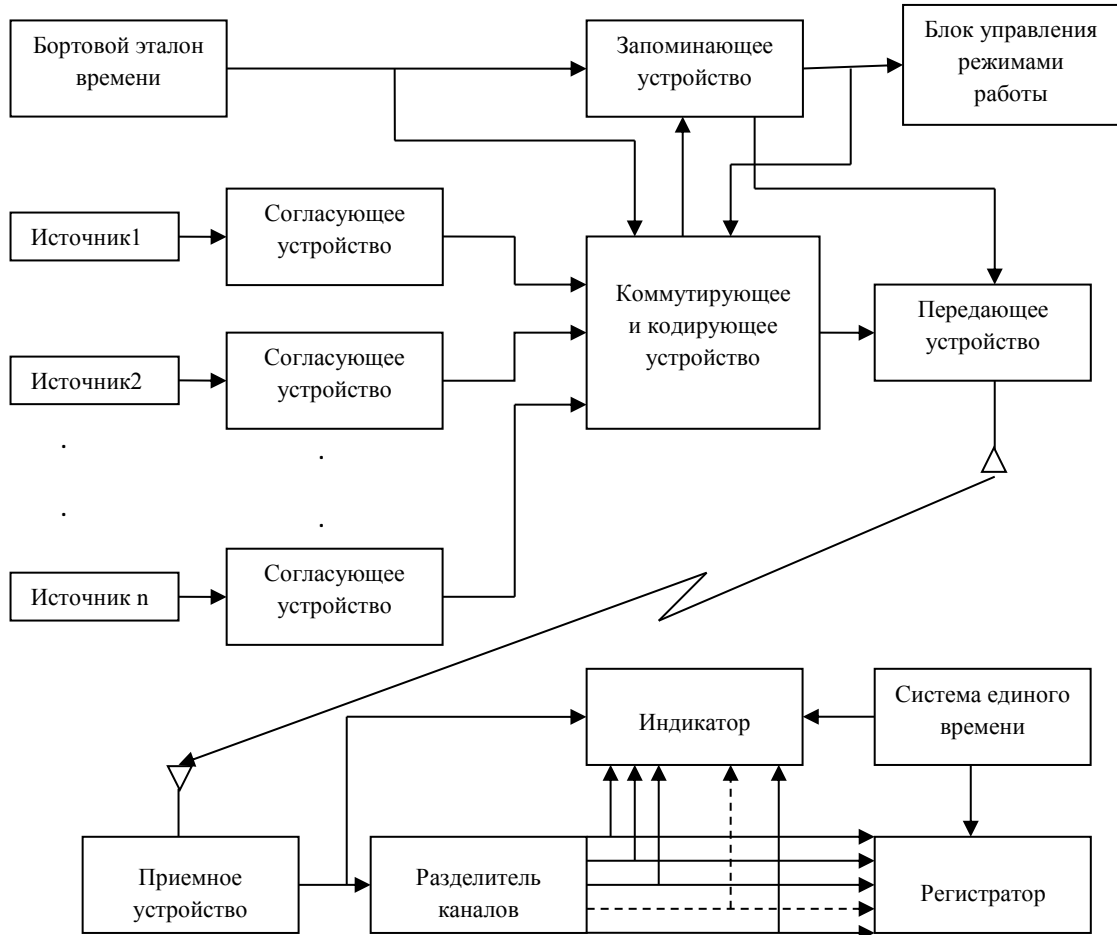 Бортовой эталон
времени
Запоминающее
устройство
Блок управления
режимами
работы
Источник1
Согласующее
устройство
Коммутирующее
и кодирующее
устройство
Передающее
устройство
Источник2
Согласующее
устройство
.
.
.
.
Источник n
Согласующее
устройство
Индикатор
Система единого
времени
Приемное
устройство
Разделитель
каналов
Регистратор